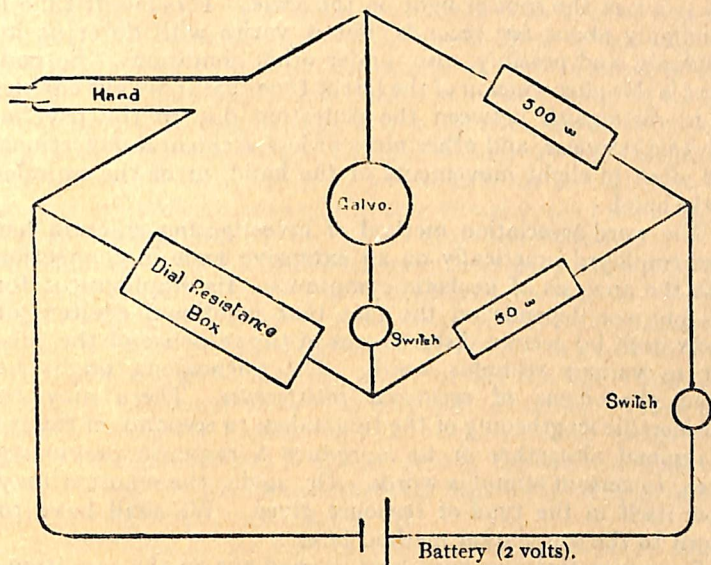 Hand
500 ω
Galvo.
Dial Resistance
Box
Switch
50 ω
Switch
Battery (2 volts).